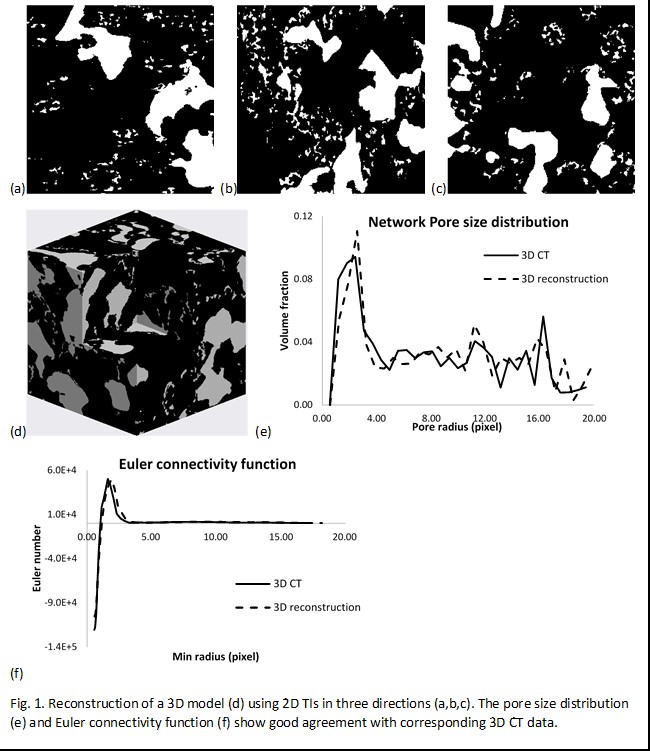 (a)
(b)
(c)
(d)
Network Pore size distribution
0.12
0.08
0.04
0.00
Volume fraction
3D CT
3D reconstruction
0.00 4.00 8.00 12.00 16.00 20.00
Pore radius (pixel)
(e)
Euler connectivity function
6.0E+4
1.0E+4
-4.0E+4
-9.0E+4
-1.4E+5
Euler number
0.00 5.00 10.00 15.00 20.00
3D CT
3D reconstruction
Min radius (pixel)
(f)
Fig. 1. Reconstruction of a 3D model (d) using 2D TIs in three directions (a,b,c). The pore size distribution
(e) and Euler connectivity function (f) show good agreement with corresponding 3D CT data.